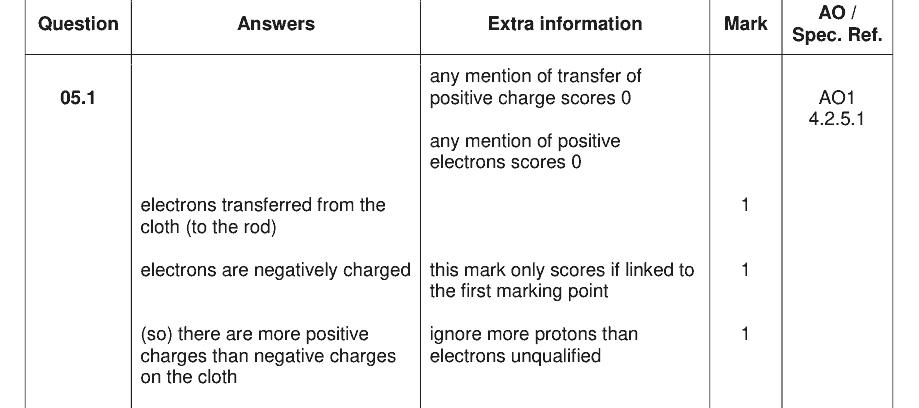 Question Answers Extra information Mark AO /
Spec. Ref.
any mention of transfer of
05.1 positive charge scores 0 AO1
4.2.5.1
any mention of positive
electrons scores 0
electrons transferred from the 1
cloth (to the rod)
electrons are negatively charged this mark only scores if linked to 1
the first marking point
(so) there are more positive ignore more protons than 1
charges than negative charges electrons unqualified
on the cloth